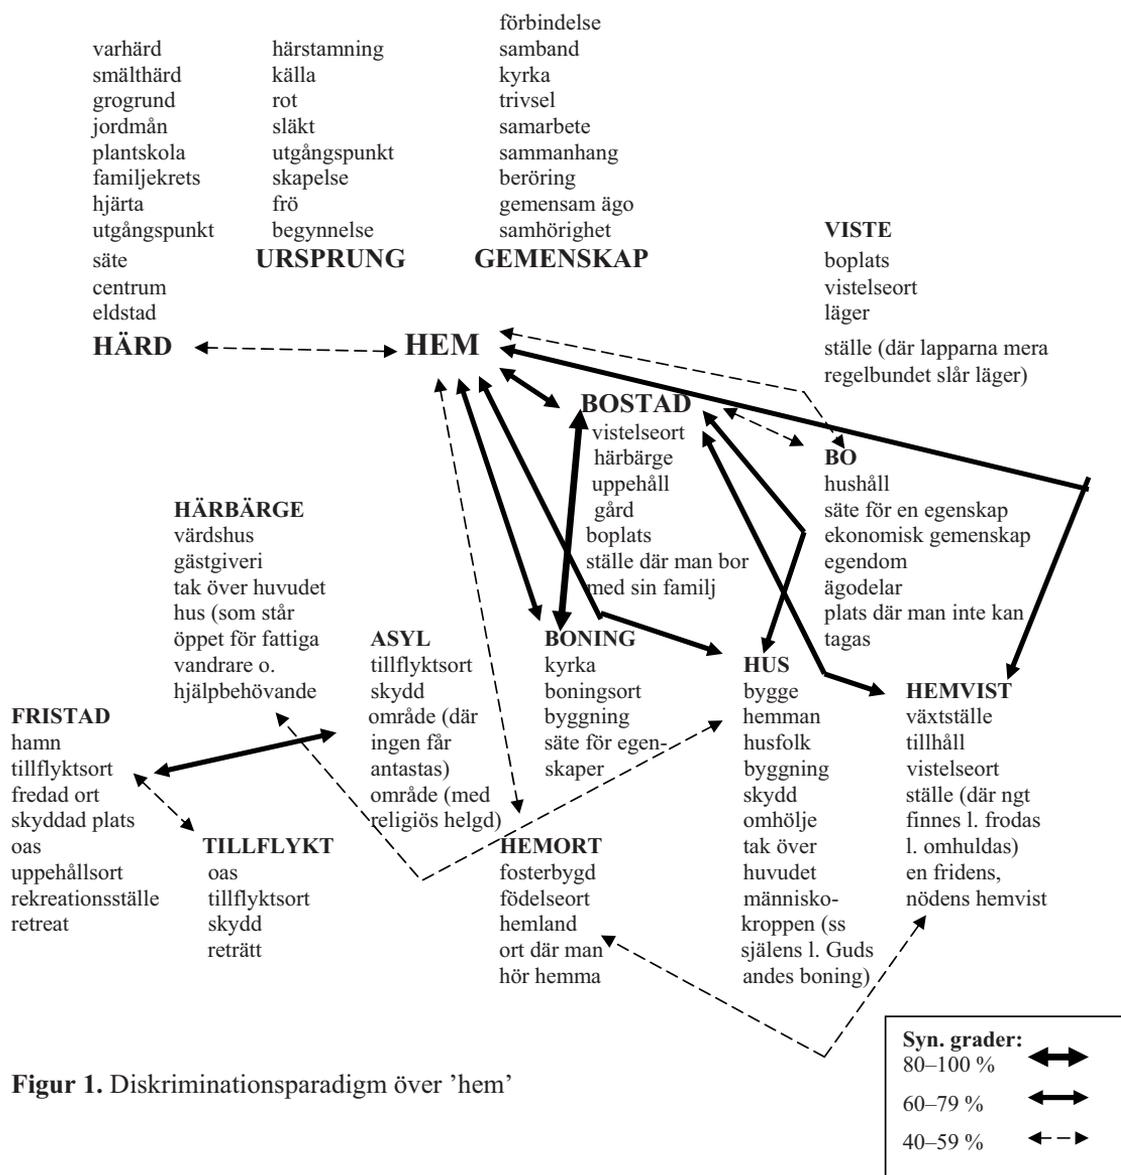 varhärd
smälthärd
grogrund
jordmån
plantskola
familjekrets
hjärta
utgångspunkt
säte
centrum
eldstad
HÄRD
härstamning
källa
rot
släkt
utgångspunkt
skapelse
frö
begynnelse
URSPRUNG
förbindelse
samband
kyrka
trivsel
samarbete
sammanhang
beröring
gemensam ägo
samhörighet
GEMENSKAP
VISTE
boplats
vistelseort
läger
ställe (där lapparna mera
regelbundet slår läger)
HEM
BOSTAD
vistelseort
härbärge
uppehåll
gård
boplats
ställe där man bor
med sin familj
BO
hushåll
säte för en egenskap
ekonomisk gemenskap
egendom
ägodelar
plats där man inte kan
tagas
HÄRBÄRGE
värdshus
gästgiveri
tak över huvudet
hus (som står
öppet för fattiga
vandrare o.
hjälpbehövande
ASYL
tillflyktsort
skydd
område (där
ingen får
antastas)
område (med
religiös helgd)
BONING
kyrka
boningsort
byggning
säte för egen-
skaper
HUS
bygge
hemman
husfolk
byggning
skydd
omhölje
tak över
huvudet
människo-
kroppen (ss
själens l. Guds
andes boning)
HEMVIST
växtställe
tillhåll
vistelseort
ställe (där ngt
finnes l. frodas
l. omhuldas)
en fridens,
nödens hemvist
FRISTAD
hamn
tillflyktsort
fredad ort
skyddad plats
oas
uppehållsort
rekreationsställe
retreat
TILLFLYKT
oas
tillflyktsort
skydd
reträtt
HEMORT
fosterbygd
födelseort
hemland
ort där man
hör hemma
Syn. grader:
80–100 %
60–79 %
40–59 %
Figur 1. Diskriminationsparadigm över ’hem’